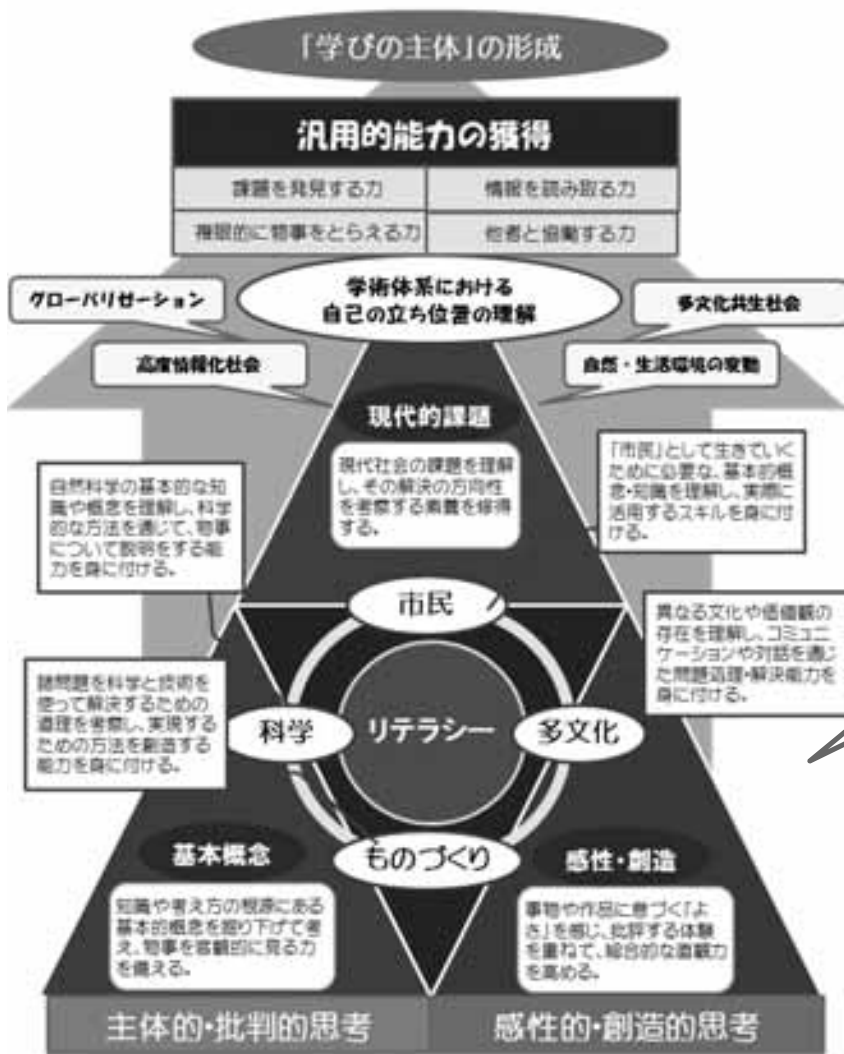 「学びの主体」の形成
汎用的能力の獲得
課題を発見する力
情報を読み取る力
複眼的に物事をとらえる力
他者と協働する力
学術体系における
自己の立ち位置の理解
グローバリゼーション
多文化共生社会
高度情報化社会
自然・生活環境の変動
現代的課題
現代社会の課題を理解
し、その解決の方向性
を考察する素養を修得
する。
「市民」として生きていく
ために必要な、基本的概
念・知識を理解し、実際に
活用するスキルを身に付
ける。
自然科学の基本的な知
識や概念を理解し、科学
的な方法を通じて、物事
について説明をする能
力を身に付ける。
市民
異なる文化や価値観の
存在を理解し、コミュニ
ケーションや対話を通じ
た問題処理・解決能力を
身に付ける。
諸問題を科学と技術を
使って解決するための
道理を考察し、実現する
ための方法を創造する
能力を身に付ける。
科学
リテラシー
多文化
ものづくり
基本概念
知識や考え方の根源にある
基本的概念を掘り下げて考
え、物事を客観的に見る力
を備える。
感性・創造
事物や作品に息づく「よ
さ」を感じ、批評する体験
を重ねて、総合的な直観力
を高める。
主体的・批判的思考
感性的・創造的思考